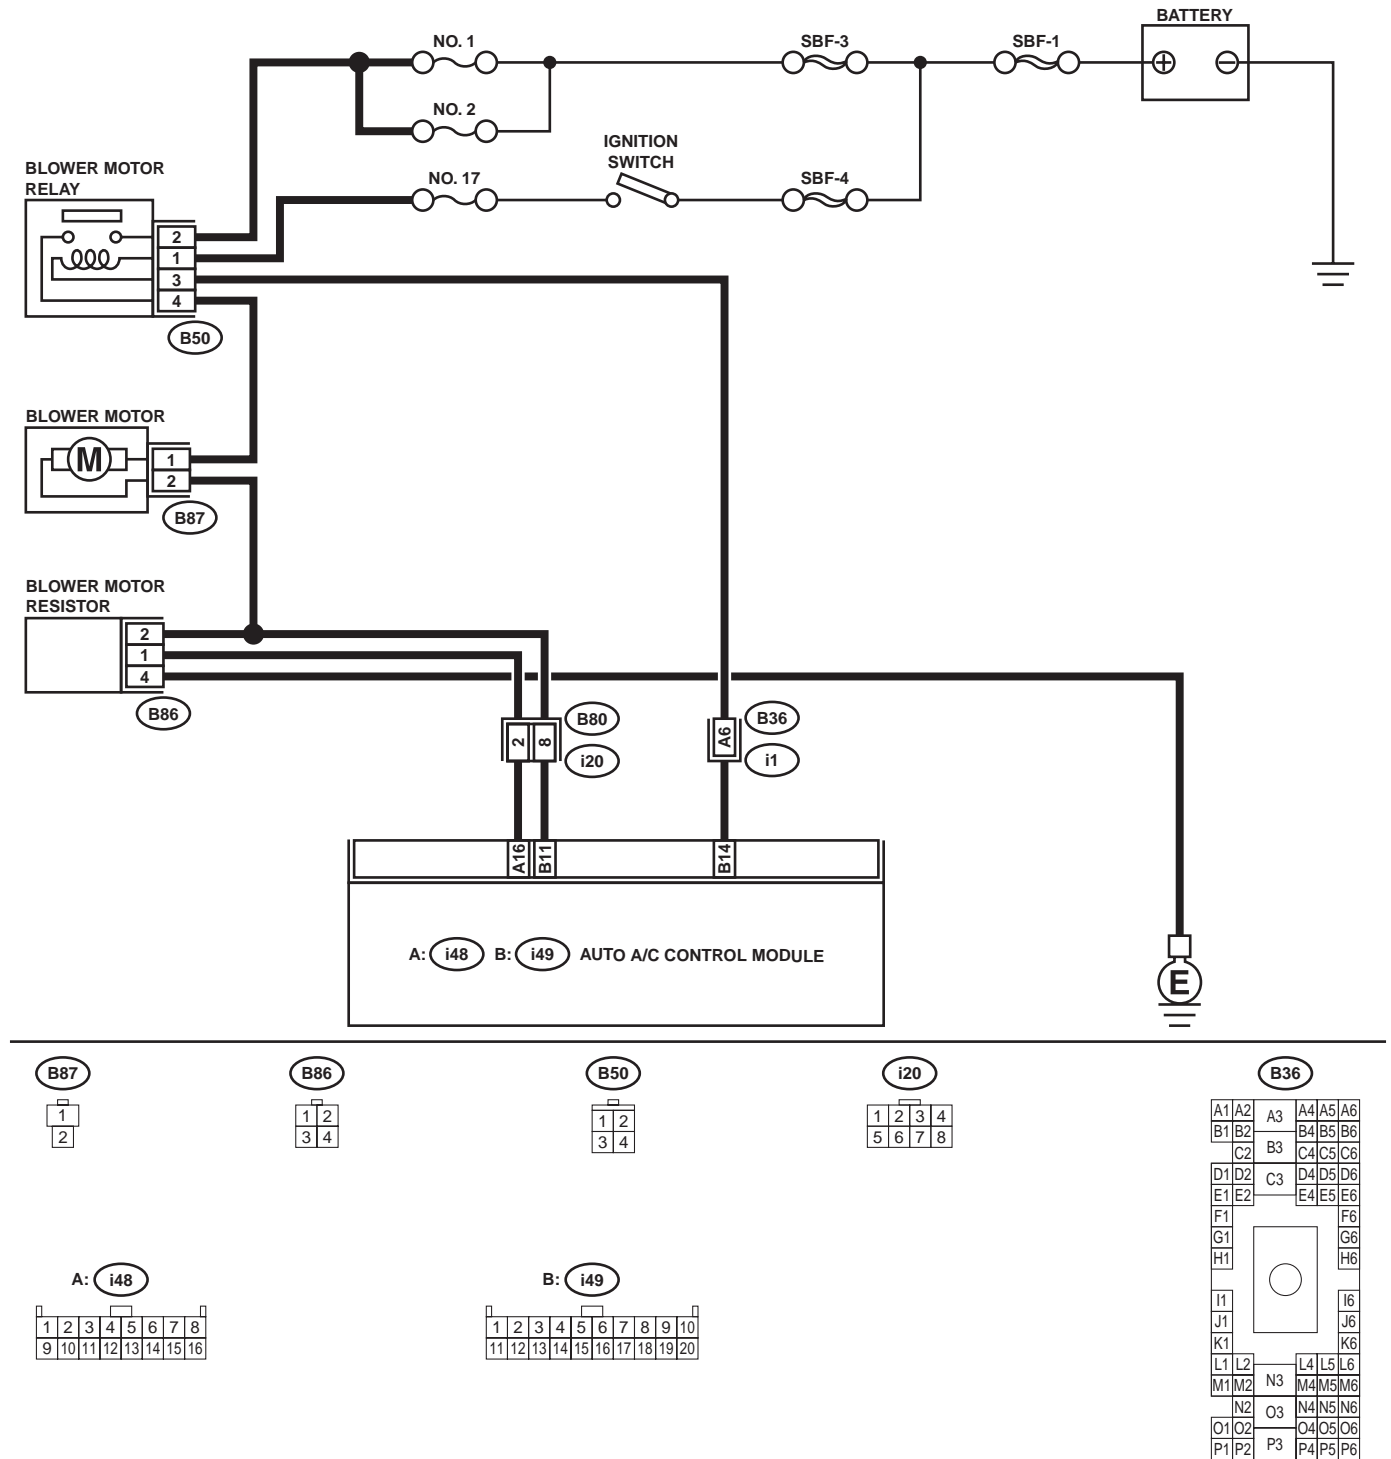 BATTERY
NO. 1
SBF-3
SBF-1
NO. 2
IGNITION
SWITCH
BLOWER MOTOR
RELAY
NO. 17
SBF-4
2
1
3
4
B50
BLOWER MOTOR
M
1
2
B87
BLOWER MOTOR
RESISTOR
2
1
4
B86
2
8
B80
i20
A6
B36
i1
A16
B11
B14
A: i48 B: i49 AUTO A/C CONTROL MODULE
E
B87
1
2
B86
1 2
3 4
B50
1 2
3 4
i20
1 2 3 4
5 6 7 8
B36
A1 A2 A3 A4 A5 A6
B1 B2 B4 B5 B6
C2 B3 C4 C5 C6
D1 D2 C3 D4 D5 D6
E1 E2 E4 E5 E6
F1 F6
G1 G6
H1 H6
I1 I6
J1 J6
K1 K6
L1 L2 L4 L5 L6
M1 M2 N3 M4 M5 M6
N2 O3 N4 N5 N6
O1 O2 O4 O5 O6
P1 P2 P3 P4 P5 P6
A: i48
1 2 3 4 5 6 7 8
9 10 11 12 13 14 15 16
B: i49
1 2 3 4 5 6 7 8 9 10
11 12 13 14 15 16 17 18 19 20